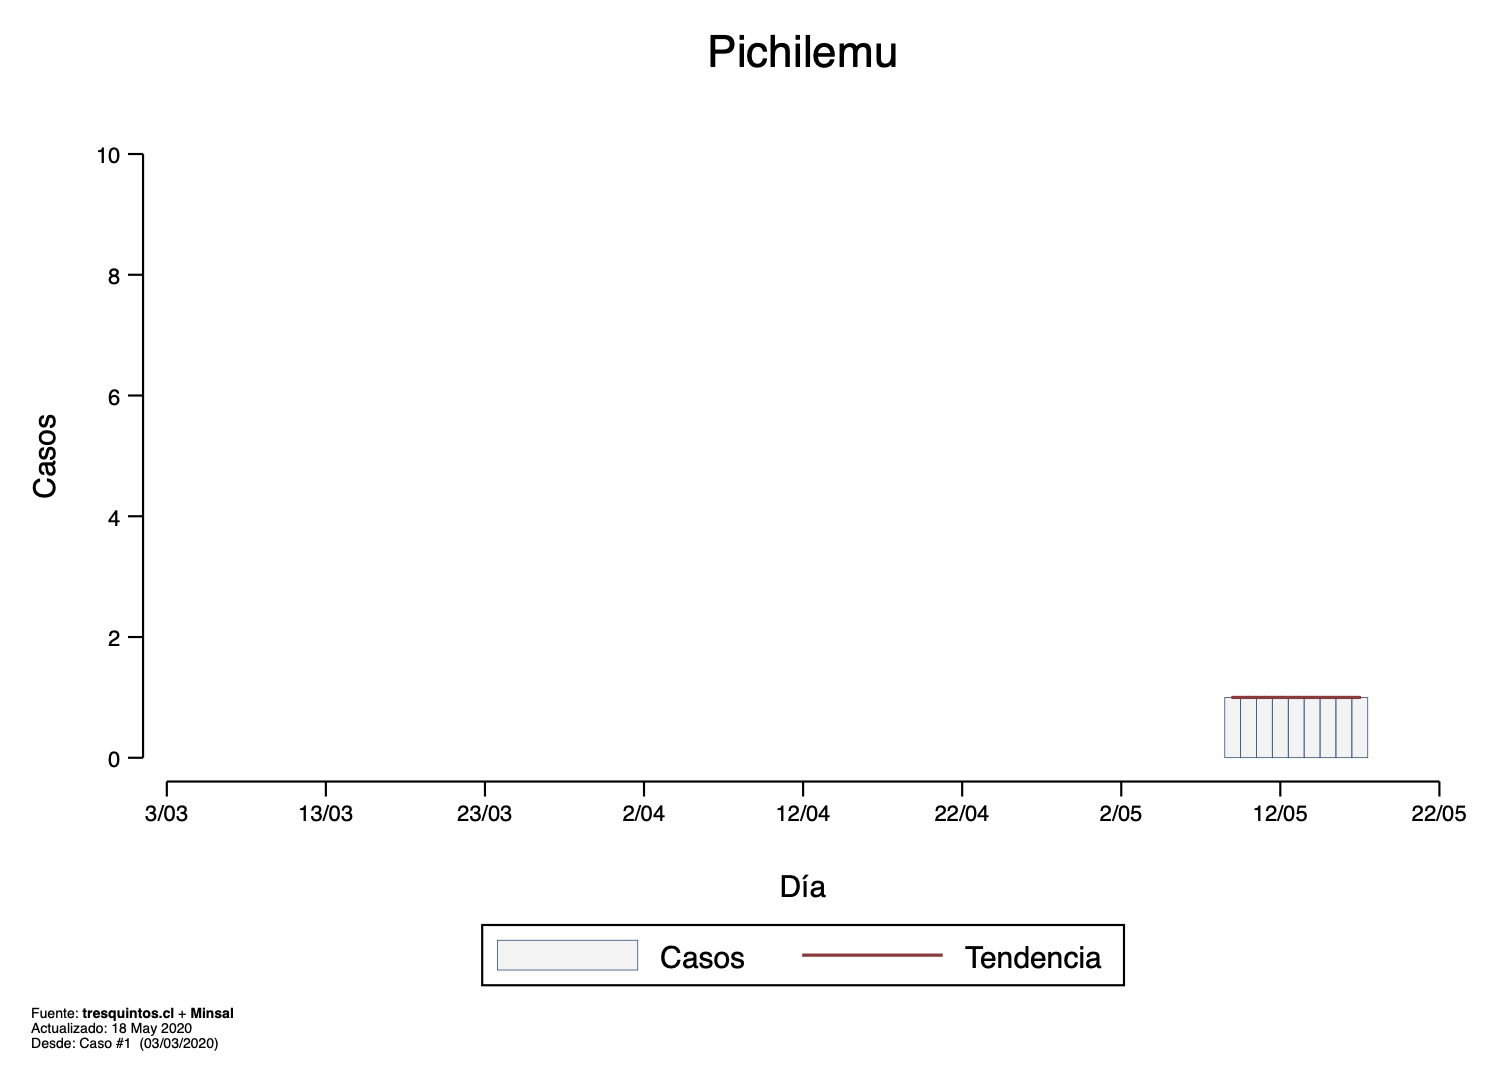 Pichilemu
10
8
6
4
2
0
Casos
3/03 13/03 23/03 2/04 12/04 22/04 2/05 12/05 22/05
Día
Casos Tendencia
Fuente: tresquintos.cl + Minsal
Actualizado: 18 May 2020
Desde: Caso #1 (03/03/2020)